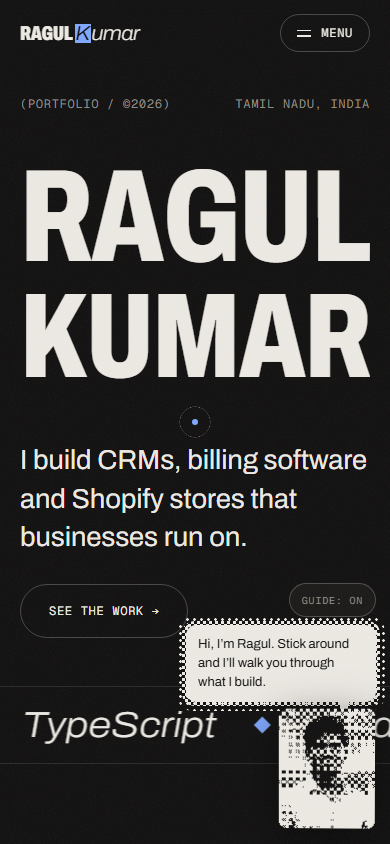 RAGUL Kumar
MENU
(PORTFOLIO / ©2026)
TAMIL NADU, INDIA
RAGUL
KUMAR
I build CRMs, billing software
and Shopify stores that
businesses run on.
SEE THE WORK →
GUIDE: ON
Hi, I’m Ragul. Stick around
and I’ll walk you through
what I build.
TypeScript